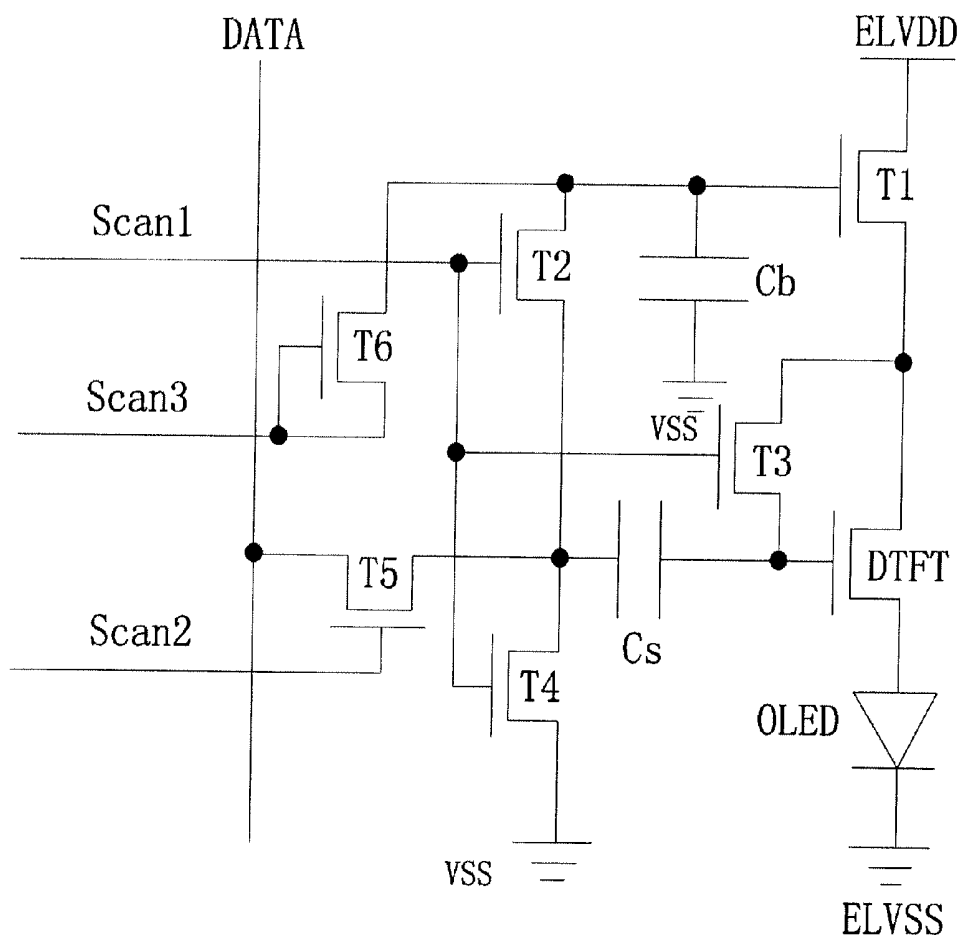 DATA
ELVDD
T1
Scan1
T2
Cb
T6
Scan3
VSS
T3
T5
DTFT
Scan2
Cs
T4
OLED
VSS
ELVSS